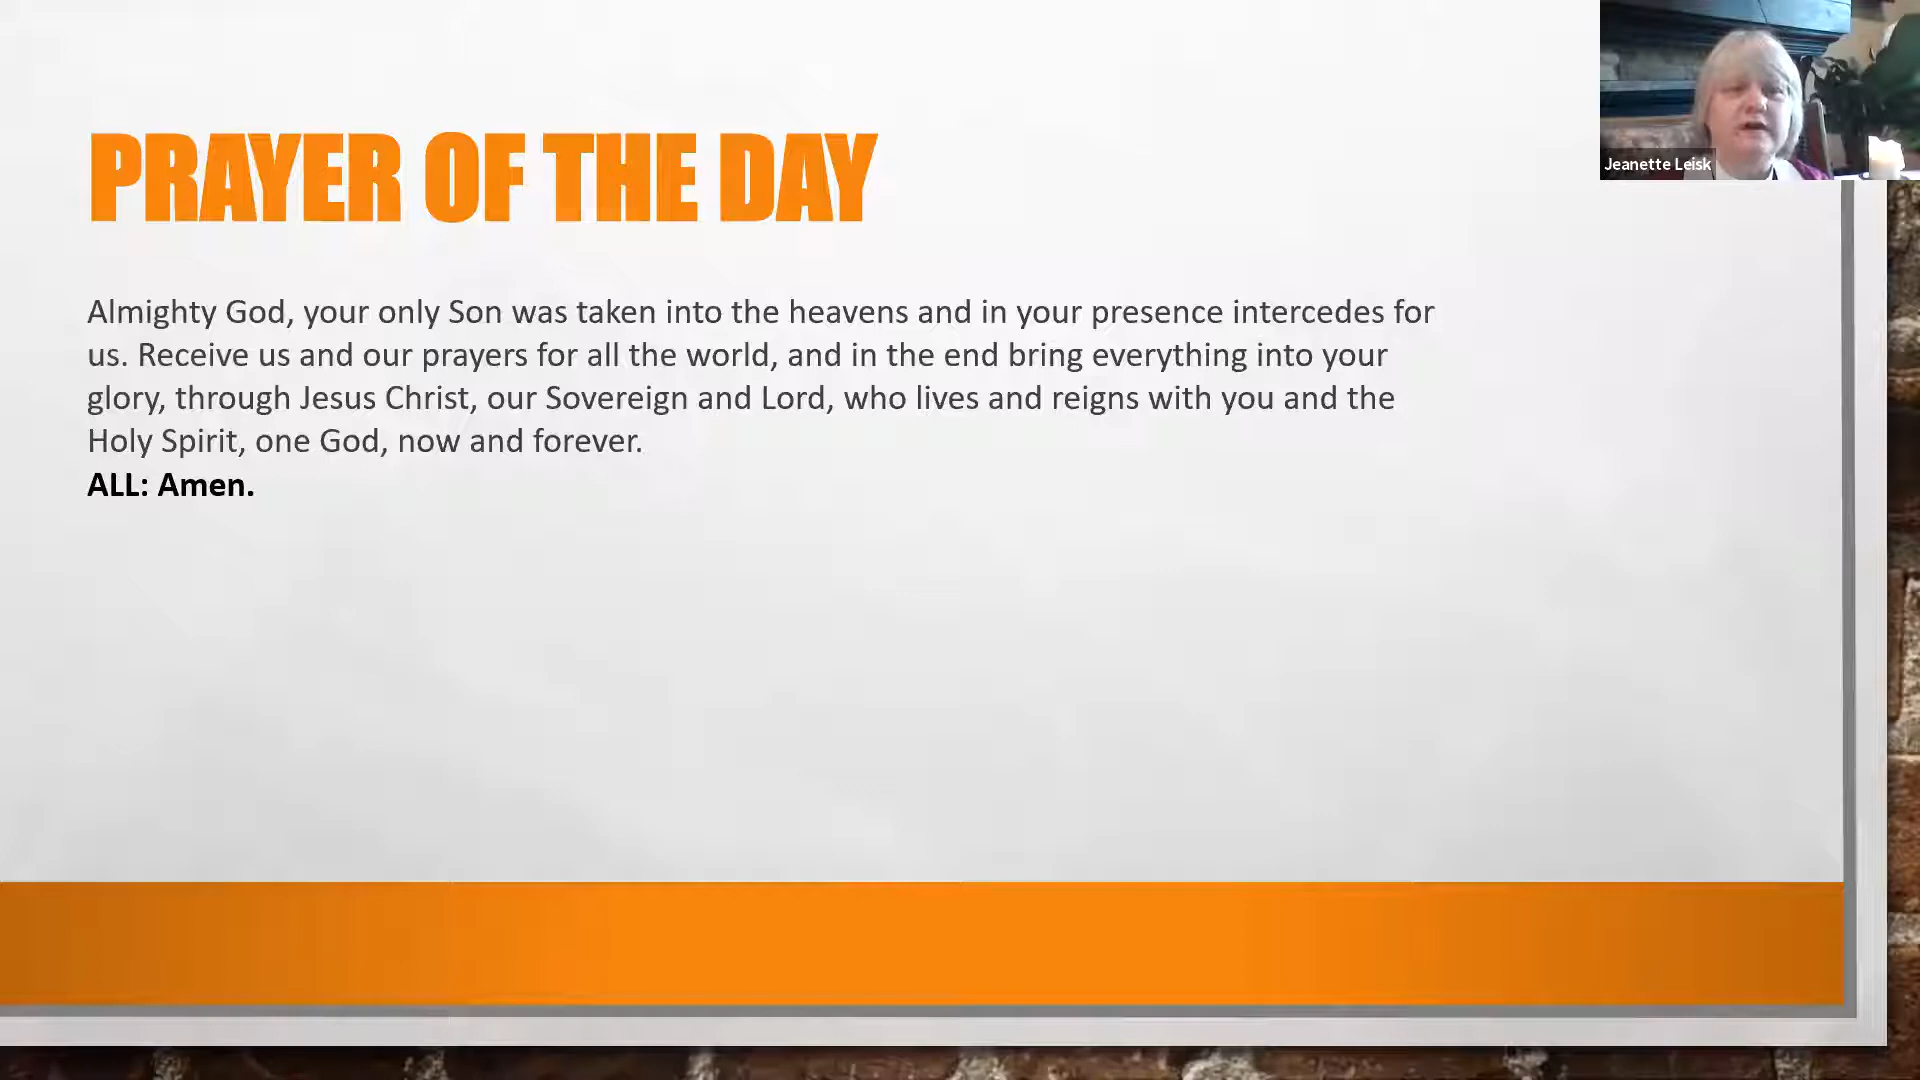 PRAYER OF THE DAY
Almighty God, your only Son was taken into the heavens and in your presence intercedes for
us. Receive us and our prayers for all the world, and in the end bring everything into your
glory, through Jesus Christ, our Sovereign and Lord, who lives and reigns with you and the
Holy Spirit, one God, now and forever.
ALL: Amen.
Jeanette Leisk